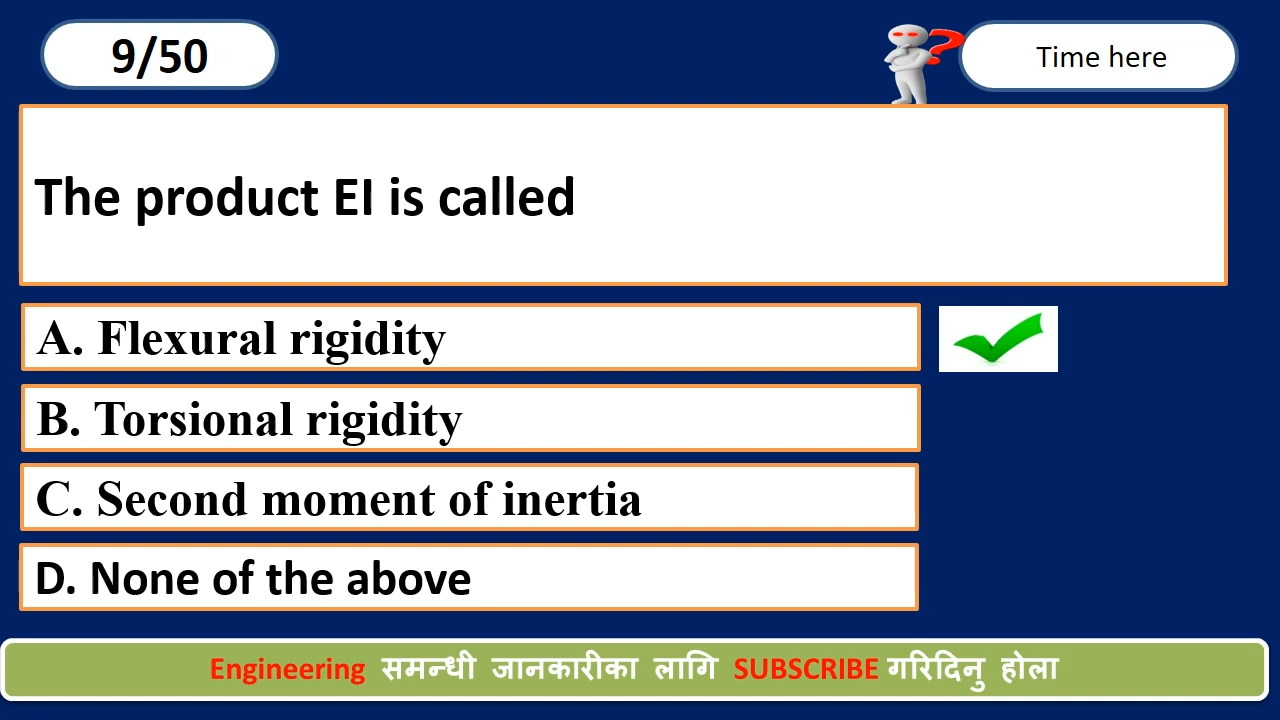 9/50
Time here
The product EI is called
A. Flexural rigidity
B. Torsional rigidity
C. Second moment of inertia
D. None of the above
Engineering समन्धी जानकारीका लागि SUBSCRIBE गरिदिनु होला